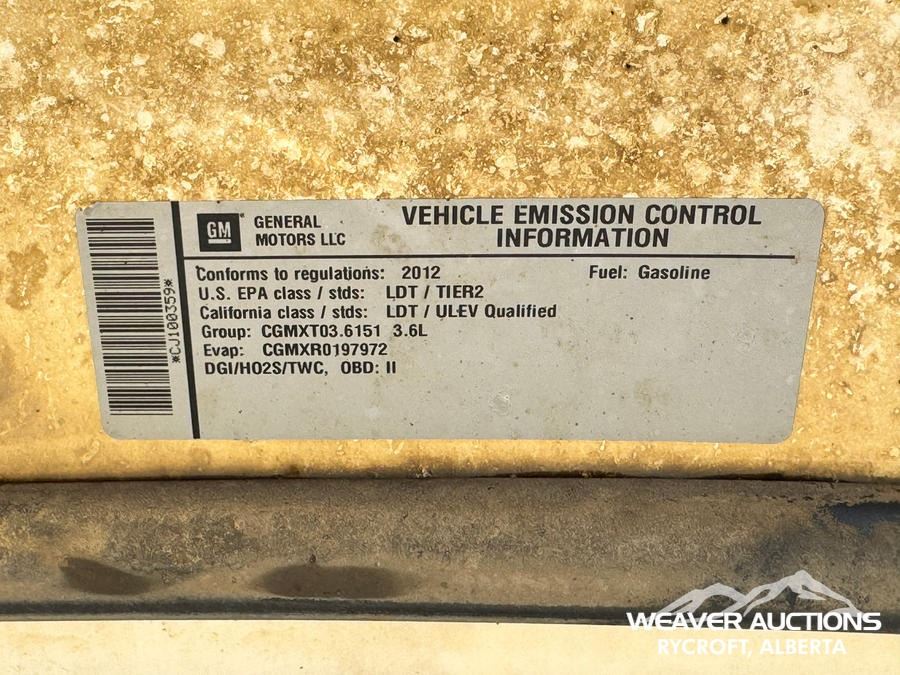 GM
GENERAL
MOTORS LLC
VEHICLE EMISSION CONTROL
INFORMATION
*CJ100359*
Conforms to regulations: 2012 Fuel: Gasoline
U.S. EPA class / stds: LDT / TIER2
California class / stds: LDT / ULEV Qualified
Group: CGMXT03.6151 3.6L
Evap: CGMXR0197972
DGI/HO2S/TWC, OBD: II
WEAVER AUCTIONS
RYCROFT, ALBERTA